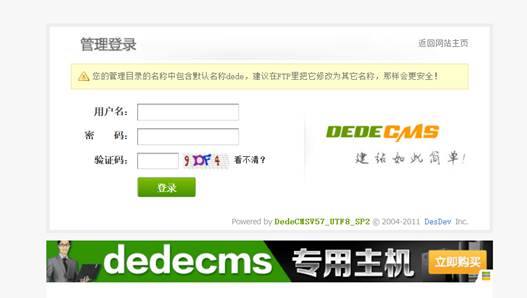 管理登录
返回网站主页
您的管理目录的名称中包含默认名称dede，建议在FTP里把它修改为其它名称，那样会更安全！
用户名：
DEDECMS
密 码：
建站如此简单!
验证码： 9DF4 看不清？
登录
Powered by DedeCMSV57_UTF8_SP2 © 2004-2011 DesDev Inc.
dedecms 专用主机 立即购买